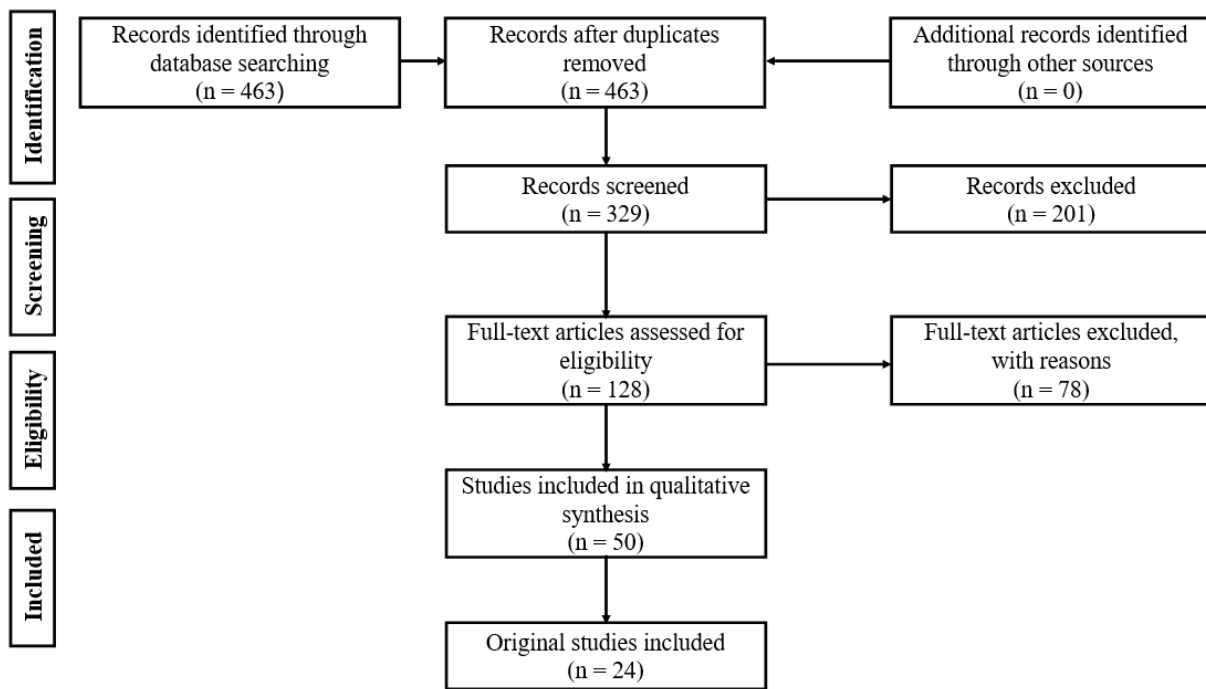 Identification
Records identified through
database searching
(n = 463)
Records after duplicates
removed
(n = 463)
Additional records identified
through other sources
(n = 0)
Screening
Records screened
(n = 329)
Records excluded
(n = 201)
Eligibility
Full-text articles assessed for
eligibility
(n = 128)
Full-text articles excluded,
with reasons
(n = 78)
Included
Studies included in qualitative
synthesis
(n = 50)
Original studies included
(n = 24)